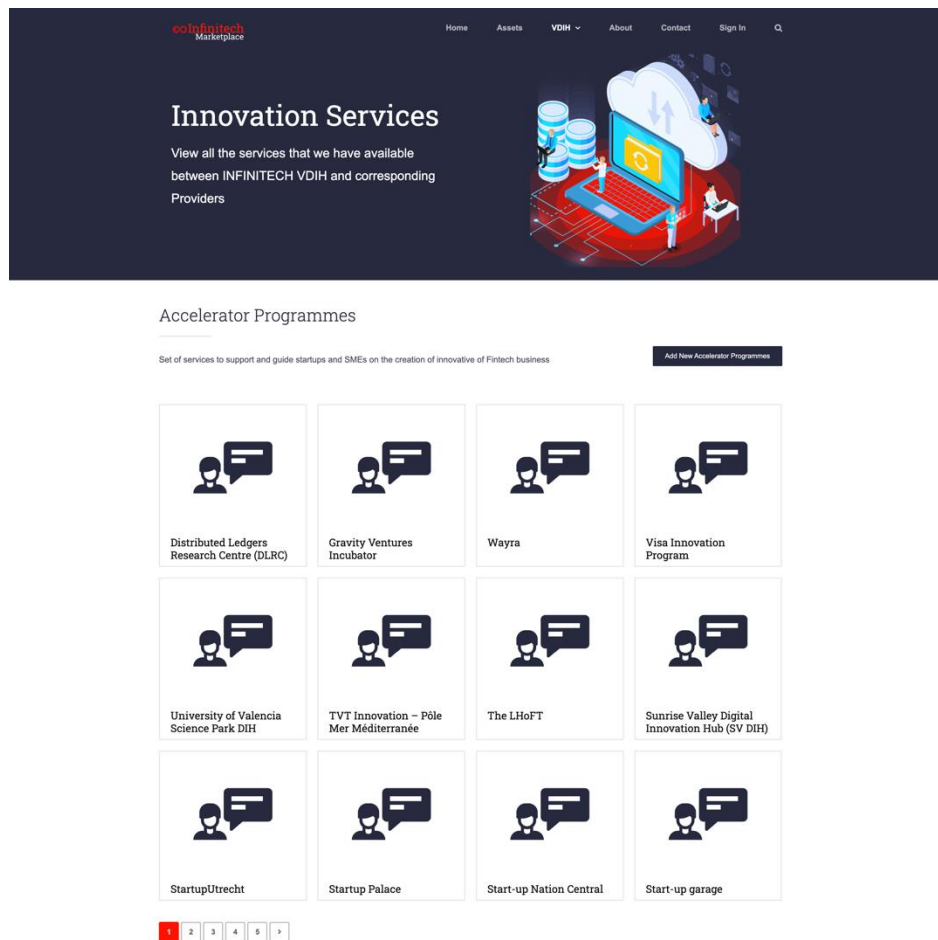 ∞Infinitech
Marketplace
Home Assets VDIH About Contact Sign In
Innovation Services
View all the services that we have available
between INFINITECH VDIH and corresponding
Providers
Accelerator Programmes
Set of services to support and guide startups and SMEs on the creation of innovative of Fintech business
Add New Accelerator Programmes
Distributed Ledgers
Research Centre (DLRC)
Gravity Ventures
Incubator
Wayra
Visa Innovation
Program
University of Valencia
Science Park DIH
TVT Innovation – Pôle
Mer Méditerranée
The LHoFT
Sunrise Valley Digital
Innovation Hub (SV DIH)
StartupUtrecht
Startup Palace
Start-up Nation Central
Start-up garage
1 2 3 4 5 >